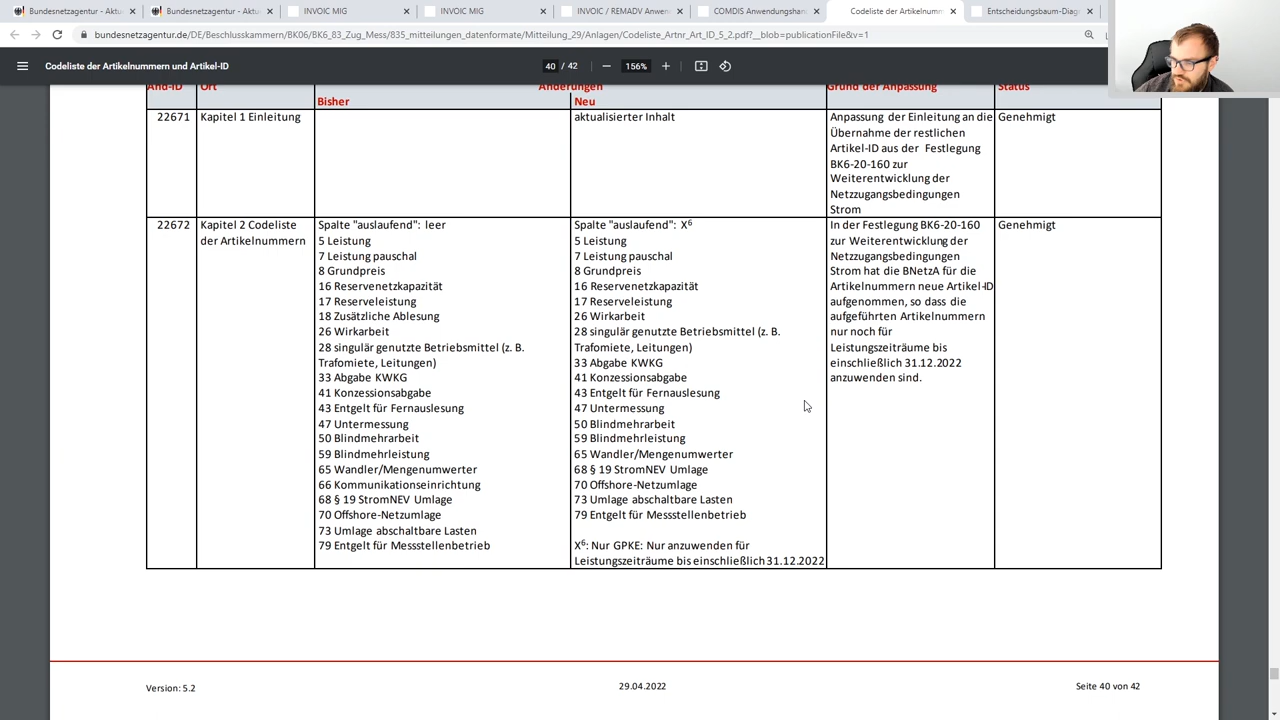 Bundesnetzagentur - Aktu
Bundesnetzagentur - Aktu
INVOIC MIG
INVOIC MIG
INVOIC / REMADV Anwen
COMDIS Anwendungshan
Codeliste der Artikelnumm
Entscheidungsbaum-Diag
bundesnetzagentur.de/DE/Beschlusskammern/BK06/BK6_83_Zug_Mess/835_mitteilungen_datenformate/Mitteilung_29/Anlagen/Codeliste_Artnr_Art_ID_5_2.pdf?__blob=publicationFile&v=1
Codeliste der Artikelnummern und Artikel-ID
40 / 42
156%
Änd-ID
Ort
Änderungen
Grund der Anpassung
Status
Bisher
Neu
22671
Kapitel 1 Einleitung
aktualisierter Inhalt
Anpassung der Einleitung an die
Übernahme der restlichen
Artikel-ID aus der Festlegung
BK6-20-160 zur
Weiterentwicklung der
Netzzugangsbedingungen
Strom
Genehmigt
22672
Kapitel 2 Codeliste
der Artikelnummern
Spalte "auslaufend": leer
5 Leistung
7 Leistung pauschal
8 Grundpreis
16 Reservenetzkapazität
17 Reserveleistung
18 Zusätzliche Ablesung
26 Wirkarbeit
28 singulär genutzte Betriebsmittel (z. B.
Trafomiete, Leitungen)
33 Abgabe KWKG
41 Konzessionsabgabe
43 Entgelt für Fernauslesung
47 Untermessung
50 Blindmehrarbeit
59 Blindmehrleistung
65 Wandler/Mengenumwerter
66 Kommunikationseinrichtung
68 § 19 StromNEV Umlage
70 Offshore-Netzumlage
73 Umlage abschaltbare Lasten
79 Entgelt für Messstellenbetrieb
Spalte "auslaufend": X⁶
5 Leistung
7 Leistung pauschal
8 Grundpreis
16 Reservenetzkapazität
17 Reserveleistung
26 Wirkarbeit
28 singulär genutzte Betriebsmittel (z. B.
Trafomiete, Leitungen)
33 Abgabe KWKG
41 Konzessionsabgabe
43 Entgelt für Fernauslesung
47 Untermessung
50 Blindmehrarbeit
59 Blindmehrleistung
65 Wandler/Mengenumwerter
68 § 19 StromNEV Umlage
70 Offshore-Netzumlage
73 Umlage abschaltbare Lasten
79 Entgelt für Messstellenbetrieb
X⁶: Nur GPKE: Nur anzuwenden für
Leistungszeiträume bis einschließlich 31.12.2022
In der Festlegung BK6-20-160
zur Weiterentwicklung der
Netzzugangsbedingungen
Strom hat die BNetzA für die
Artikelnummern neue Artikel-ID
aufgenommen, so dass die
aufgeführten Artikelnummern
nur noch für
Leistungszeiträume bis
einschließlich 31.12.2022
anzuwenden sind.
Genehmigt
Version: 5.2
29.04.2022
Seite 40 von 42